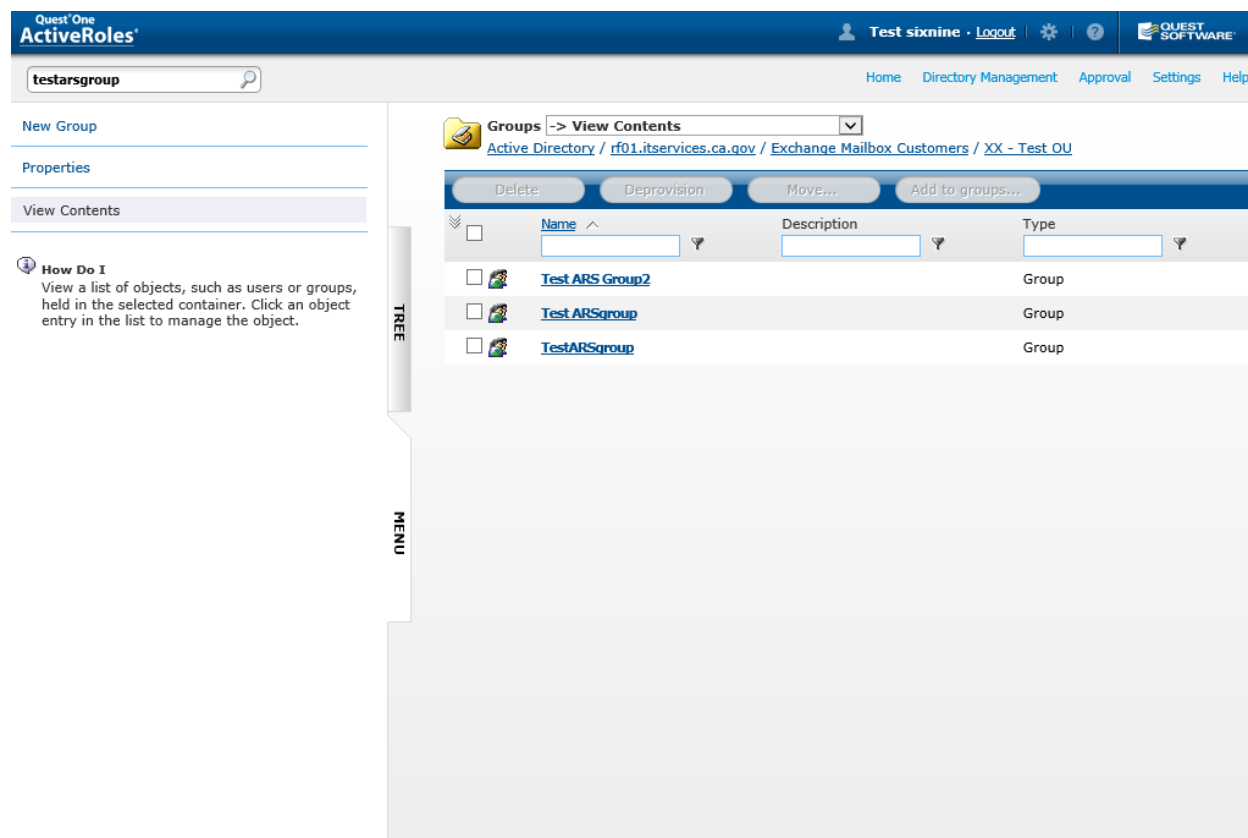 Quest One
ActiveRoles
Test sixnine · Logout
QUEST SOFTWARE
testarsgroup
Home Directory Management Approval Settings Help
New Group
Properties
View Contents
How Do I
View a list of objects, such as users or groups,
held in the selected container. Click an object
entry in the list to manage the object.
TREE
MENU
Groups -> View Contents
Active Directory / rf01.itservices.ca.gov / Exchange Mailbox Customers / XX - Test OU
Delete Deprovision Move... Add to groups...
Name Description Type
Test ARS Group2 Group
Test ARSgroup Group
TestARSgroup Group